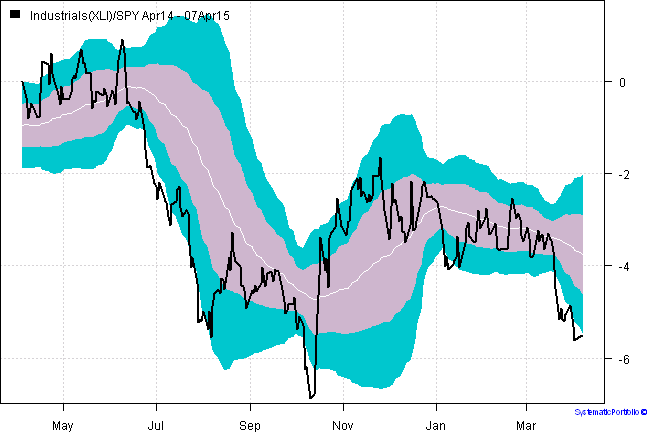 Industrials(XLI)/SPY Apr14 - 07Apr15
0
-2
-4
-6
May Jul Sep Nov Jan Mar
SystematicPortfolio ©